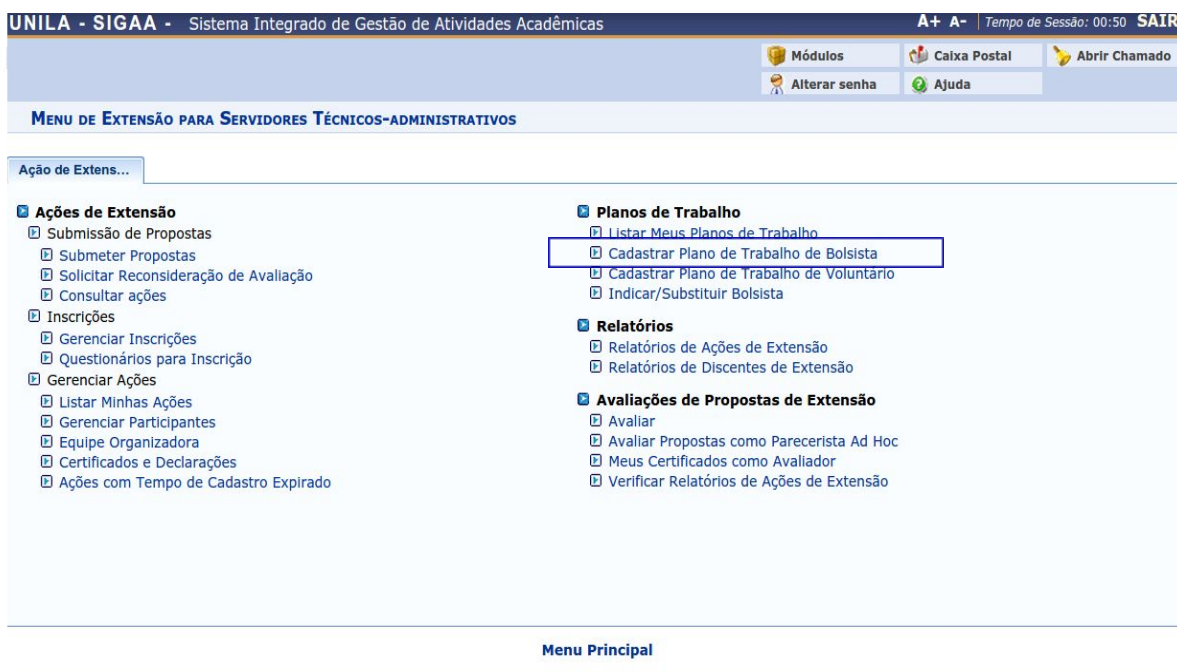 UNILA - SIGAA - Sistema Integrado de Gestão de Atividades Acadêmicas A+ A- Tempo de Sessão: 00:50 SAIR
Módulos Caixa Postal Abrir Chamado
Alterar senha Ajuda
MENU DE EXTENSÃO PARA SERVIDORES TÉCNICOS-ADMINISTRATIVOS
Ação de Extens...
Ações de Extensão
Submissão de Propostas
Submeter Propostas
Solicitar Reconsideração de Avaliação
Consultar ações
Inscrições
Gerenciar Inscrições
Questionários para Inscrição
Gerenciar Ações
Listar Minhas Ações
Gerenciar Participantes
Equipe Organizadora
Certificados e Declarações
Ações com Tempo de Cadastro Expirado
Planos de Trabalho
Listar Meus Planos de Trabalho
Cadastrar Plano de Trabalho de Bolsista
Cadastrar Plano de Trabalho de Voluntário
Indicar/Substituir Bolsista
Relatórios
Relatórios de Ações de Extensão
Relatórios de Discentes de Extensão
Avaliações de Propostas de Extensão
Avaliar
Avaliar Propostas como Parecerista Ad Hoc
Meus Certificados como Avaliador
Verificar Relatórios de Ações de Extensão
Menu Principal